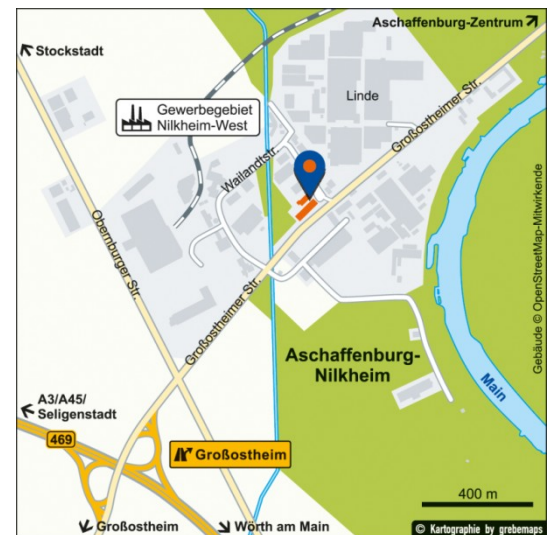 Aschaffenburg-Zentrum
Stockstadt
Linde
Gewerbegebiet
Nilkheim-West
Großostheimer Str.
Wailandtstr.
Obernburger Str.
Großostheimer Str.
Gebäude © OpenStreetMap-Mitwirkende
Aschaffenburg-
Nilkheim
Main
A3/A45/
Seligenstadt
469
Großostheim
400 m
Großostheim
Wörth am Main
© Kartographie by grebemaps